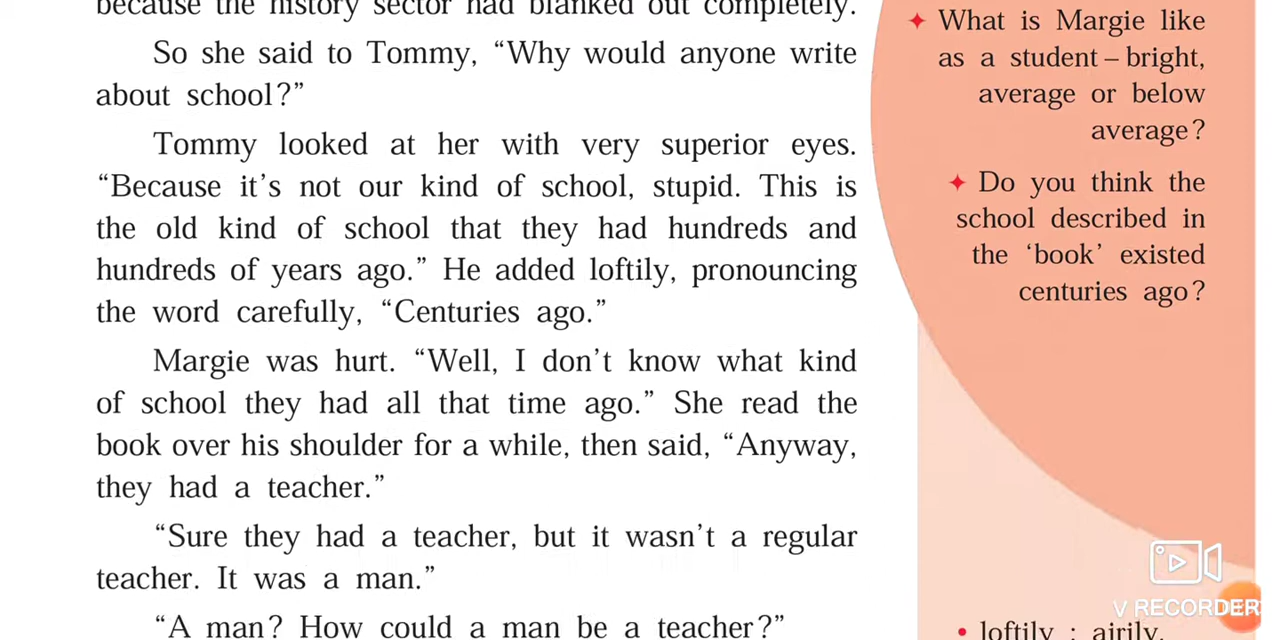 because the history sector had blanked out completely.
So she said to Tommy, “Why would anyone write
about school?”
Tommy looked at her with very superior eyes.
“Because it’s not our kind of school, stupid. This is
the old kind of school that they had hundreds and
hundreds of years ago.” He added loftily, pronouncing
the word carefully, “Centuries ago.”
Margie was hurt. “Well, I don’t know what kind
of school they had all that time ago.” She read the
book over his shoulder for a while, then said, “Anyway,
they had a teacher.”
“Sure they had a teacher, but it wasn’t a regular
teacher. It was a man.”
“A man? How could a man be a teacher?”
✦ What is Margie like
as a student – bright,
average or below
average?
✦ Do you think the
school described in
the ‘book’ existed
centuries ago?
• loftily : airily
V RECORDER